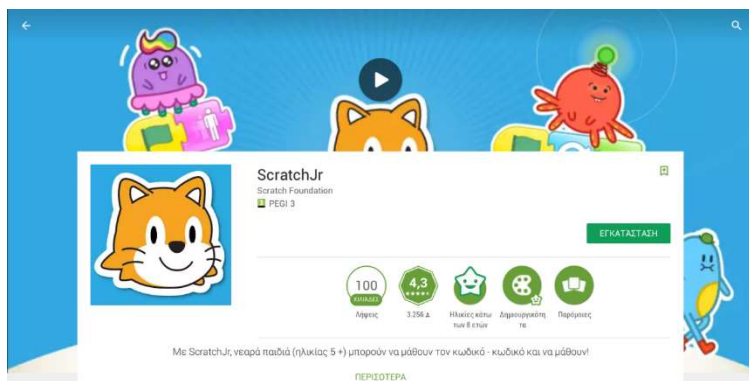 ScratchJr
Scratch Foundation
3 PEGI 3
ΕΓΚΑΤΑΣΤΑΣΗ
100
ΧΙΛΙΑΔΕΣ
Λήψεις
4,3
3.256
Ηλικίες κάτω
των 8 ετών
Δημιουργικότη
τα
Παρόμοιες
Με ScratchJr, νεαρά παιδιά (ηλικίας 5 +) μπορούν να μάθουν τον κωδικό - κωδικό και να μάθουν!
ΠΕΡΙΣΣΟΤΕΡΑ